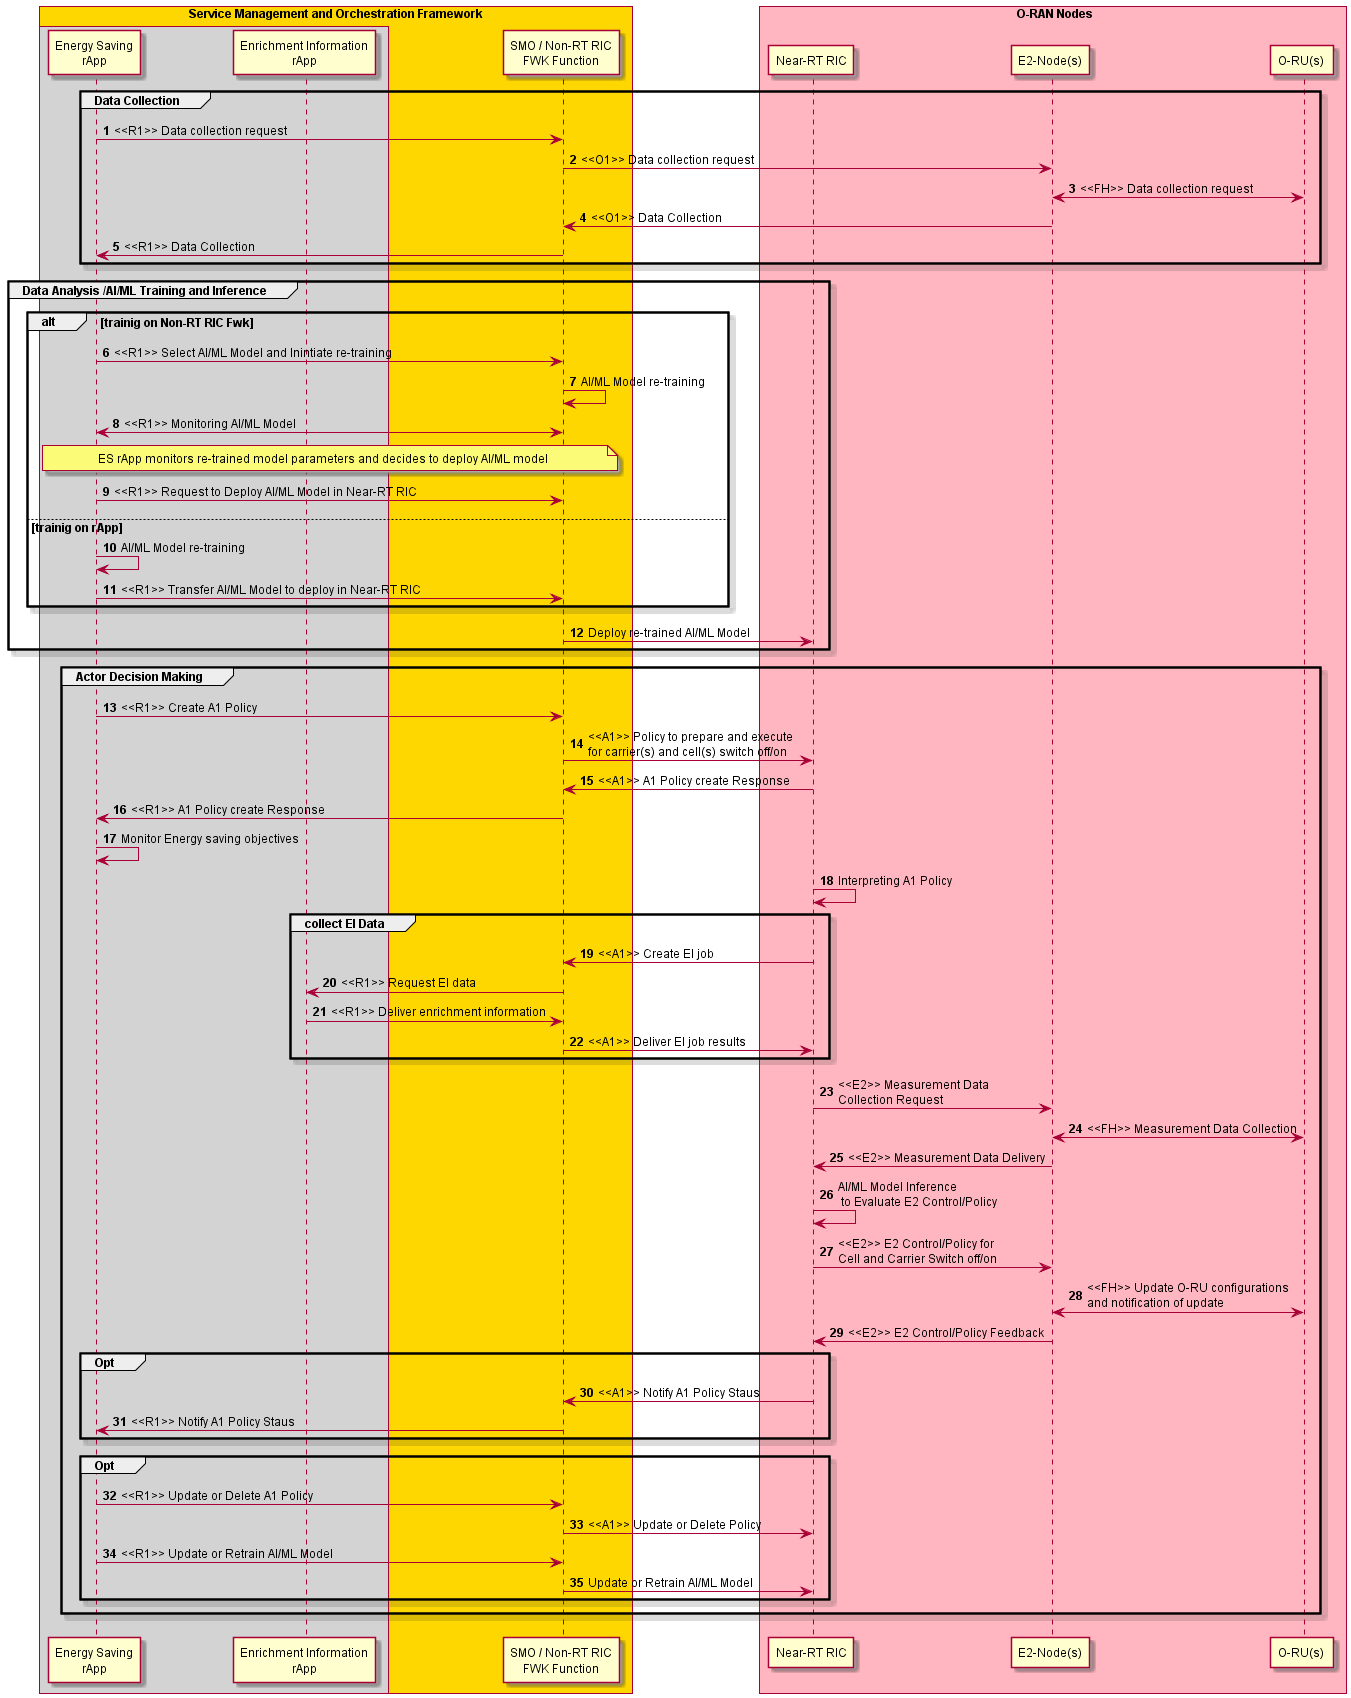 Service Management and Orchestration Framework
O-RAN Nodes
Energy Saving
rApp
Enrichment Information
rApp
SMO / Non-RT RIC
FWK Function
Near-RT RIC
E2-Node(s)
O-RU(s)
Data Collection
1 <<R1>> Data collection request
2 <<O1>> Data collection request
3 <<FH>> Data collection request
4 <<O1>> Data Collection
5 <<R1>> Data Collection
Data Analysis /AI/ML Training and Inference
alt [trainig on Non-RT RIC Fwk]
6 <<R1>> Select AI/ML Model and Inintiate re-training
7 AI/ML Model re-training
8 <<R1>> Monitoring AI/ML Model
ES rApp monitors re-trained model parameters and decides to deploy AI/ML model
9 <<R1>> Request to Deploy AI/ML Model in Near-RT RIC
[trainig on rApp]
10 AI/ML Model re-training
11 <<R1>> Transfer AI/ML Model to deploy in Near-RT RIC
12 Deploy re-trained AI/ML Model
Actor Decision Making
13 <<R1>> Create A1 Policy
14 <<A1>> Policy to prepare and execute
for carrier(s) and cell(s) switch off/on
15 <<A1>> A1 Policy create Response
16 <<R1>> A1 Policy create Response
17 Monitor Energy saving objectives
18 Interpreting A1 Policy
collect EI Data
19 <<A1>> Create EI job
20 <<R1>> Request EI data
21 <<R1>> Deliver enrichment information
22 <<A1>> Deliver EI job results
23 <<E2>> Measurement Data
Collection Request
24 <<FH>> Measurement Data Collection
25 <<E2>> Measurement Data Delivery
26 AI/ML Model Inference
to Evaluate E2 Control/Policy
27 <<E2>> E2 Control/Policy for
Cell and Carrier Switch off/on
28 <<FH>> Update O-RU configurations
and notification of update
29 <<E2>> E2 Control/Policy Feedback
Opt
30 <<A1>> Notify A1 Policy Staus
31 <<R1>> Notify A1 Policy Staus
Opt
32 <<R1>> Update or Delete A1 Policy
33 <<A1>> Update or Delete Policy
34 <<R1>> Update or Retrain AI/ML Model
35 Update or Retrain AI/ML Model
Energy Saving
rApp
Enrichment Information
rApp
SMO / Non-RT RIC
FWK Function
Near-RT RIC
E2-Node(s)
O-RU(s)